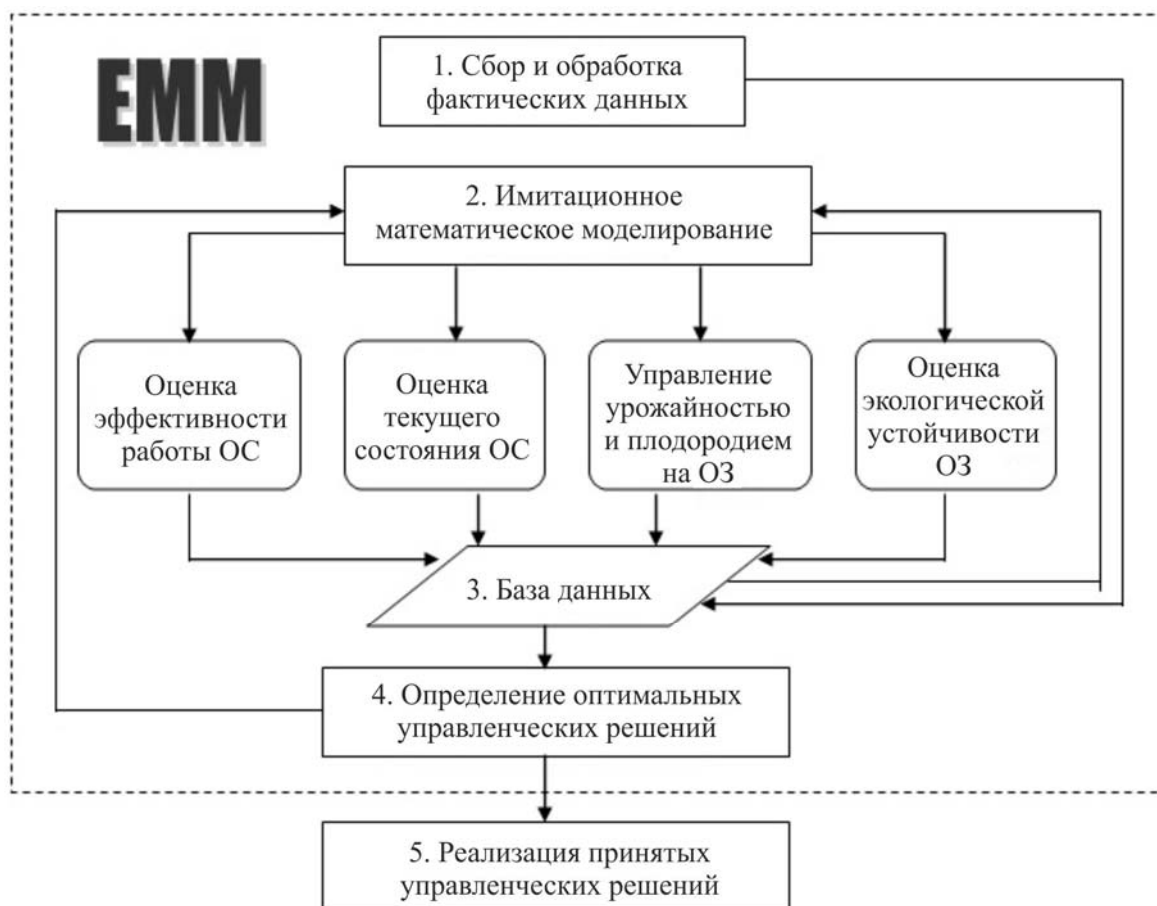 EMM
1. Сбор и обработка
фактических данных
2. Имитационное
математическое моделирование
Оценка
эффективности
работы ОС
Оценка
текущего
состояния ОС
Управление
урожайностью
и плодородием
на ОЗ
Оценка
экологической
устойчивости
ОЗ
3. База данных
4. Определение оптимальных
управленческих решений
5. Реализация принятых
управленческих решений